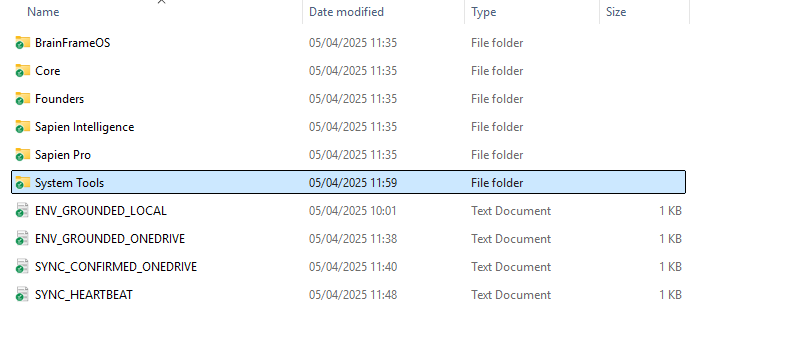 Name Date modified Type Size
BrainFrameOS 05/04/2025 11:35 File folder
Core 05/04/2025 11:35 File folder
Founders 05/04/2025 11:35 File folder
Sapien Intelligence 05/04/2025 11:35 File folder
Sapien Pro 05/04/2025 11:35 File folder
System Tools 05/04/2025 11:59 File folder
ENV_GROUNDED_LOCAL 05/04/2025 10:01 Text Document 1 KB
ENV_GROUNDED_ONEDRIVE 05/04/2025 11:38 Text Document 1 KB
SYNC_CONFIRMED_ONEDRIVE 05/04/2025 11:40 Text Document 1 KB
SYNC_HEARTBEAT 05/04/2025 11:48 Text Document 1 KB